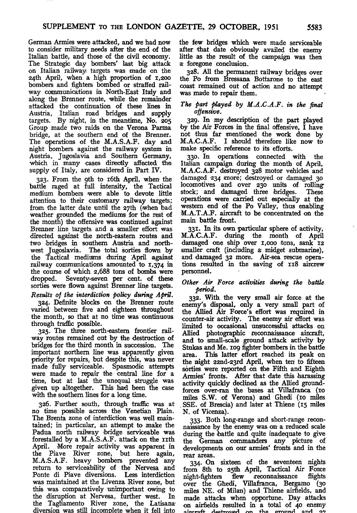 SUPPLEMENT TO THE LONDON GAZETTE, 29 OCTOBER, 1951 5583
German Armies were attacked, and we had now
to consider military needs after the end of the
Italian battle, and those of the civil economy.
The Strategic day bombers' last big attack
on Italian railway targets was made on the
24th April, when a high proportion of 1,200
bombers and fighters bombed or strafed rail-
way communications in North-East Italy and
along the Brenner route, while the remainder
attacked the continuation of these lines in
Austria, Italian road bridges and supply
targets. By night, in the meantime, No. 205
Group made two raids on the Verona Parma
bridge, at the southern end of the Brenner.
The operations of the M.A.S.A.F. day and
night bombers against the railway system in
Austria, Jugoslavia and Southern Germany,
which in many cases directly affected the
supply of Italy, are considered in Part IV.
323. From the 9th to 16th April, when the
battle raged at full intensity, the Tactical
medium bombers were able to devote little
attention to their customary railway targets;
from the latter date until the 25th (when bad
weather grounded the mediums for the rest of
the month) the offensive was continued against
Brenner line targets and a smaller effort was
directed against the north-eastern routes and
two bridges in southern Austria and north-
west Jugoslavia. The total sorties flown by
the Tactical mediums during April against
railway communications amounted to 1,374 in
the course of which 2,688 tons of bombs were
dropped. Seventy-seven per cent. of these
sorties were flown against Brenner line targets.
Results of the interdiction policy during April.
324. Definite blocks on the Brenner route
varied between five and eighteen throughout
the month, so that at no time was continuous
through traffic possible.
325. The three north-eastern frontier rail-
way routes remained cut by the destruction of
bridges for the third month in succession. The
important northern line was apparently given
priority for repairs, but despite this, was never
made fully serviceable. Spasmodic attempts
were made to repair the central line for a
time, but at last the unequal struggle was
given up altogether. This had been the case
with the southern lines for a long time.
326. Further south, through traffic was at
no time possible across the Venetian Plain.
The Brenta zone of interdiction was well main-
tained; in particular, an attempt to make the
Padua north railway bridge serviceable was
forestalled by a M.A.S.A.F. attack on the 11th
April. More repair activity was apparent in
the Piave River zone, but here again,
M.A.S.A.F. heavy bombers prevented any
return to serviceability of the Nervesa and
Ponte di Piave diversions. Less interdiction
was maintained at the Livenza River zone, but
this was comparatively unimportant owing to
the disruption at Nervesa, further west. In
the Tagliamento River zone, the Latisana
diversion was still incomplete when it fell into
the few bridges which were made serviceable
after that date obviously availed the enemy
little as the result of the campaign was then
a foregone conclusion.
328. All the permanent railway bridges over
the Po from Bressana Bottarone to the east
coast remained out of action and no attempt
was made to repair them.
The part played by M.A.C.A.F. in the final
offensive.
329. In my description of the part played
by the Air Forces in the final offensive, I have
not thus far mentioned the work done by
M.A.C.A.F. I should therefore like now to
make specific reference to its efforts.
330. In operations connected with the
Italian campaign during the month of April,
M.A.C.A.F. destroyed 328 motor vehicles and
damaged 254 more; destroyed or damaged 30
locomotives and over 230 units of rolling
stock; and damaged three bridges. These
operations were carried out especially at the
western end of the Po Valley, thus enabling
M.A.T.A.F. aircraft to be concentrated on the
main battle front.
331. In its own particular sphere of activity,
M.A.C.A.F. during the month of April
damaged one ship over 1,000 tons, sank 12
smaller craft (including 2 midget submarines),
and damaged 32 more. Air-sea rescue opera-
tions resulted in the saving of 118 aircrew
personnel.
Other Air Force activities during the battle
period.
332. With the very small air force at the
enemy's disposal, only a very small part of
the Allied Air Force's effort was required in
counter-air activity. The enemy air effort was
limited to occasional unsuccessful attacks on
Allied photographic reconnaissance aircraft,
and to small-scale ground attack activity by
Stukas and Me. 109 fighter bombers in the battle
area. This latter effort reached its peak on
the night 22nd-23rd April, when ten to fifteen
sorties were reported on the Fifth and Eighth
Armies' fronts. After that date this harassing
activity quickly declined as the Allied ground-
forces over-ran the bases at Villafranca (10
miles S.W. of Verona) and Ghedi (10 miles
SSE. of Brescia) and later at Thiene (15 miles
N. of Vicenza).
333. Both long-range and short-range recon-
naissance by the enemy was on a reduced scale
during the battle and quite inadequate to give
the German commanders any picture of
developments on our armies' fronts and in the
rear areas.
334. On sixteen of the seventeen nights
from 8th to 25th April, Tactical Air Force
night-fighters flew reconnaissance flights
over the Ghedi, Villafranca, Bergamo (30
miles NE. of Milan) and Thiene airfields, and
made attacks when opportune. Day attacks
on airfields resulted in a total of 40 enemy
aircraft destroyed on the ground and